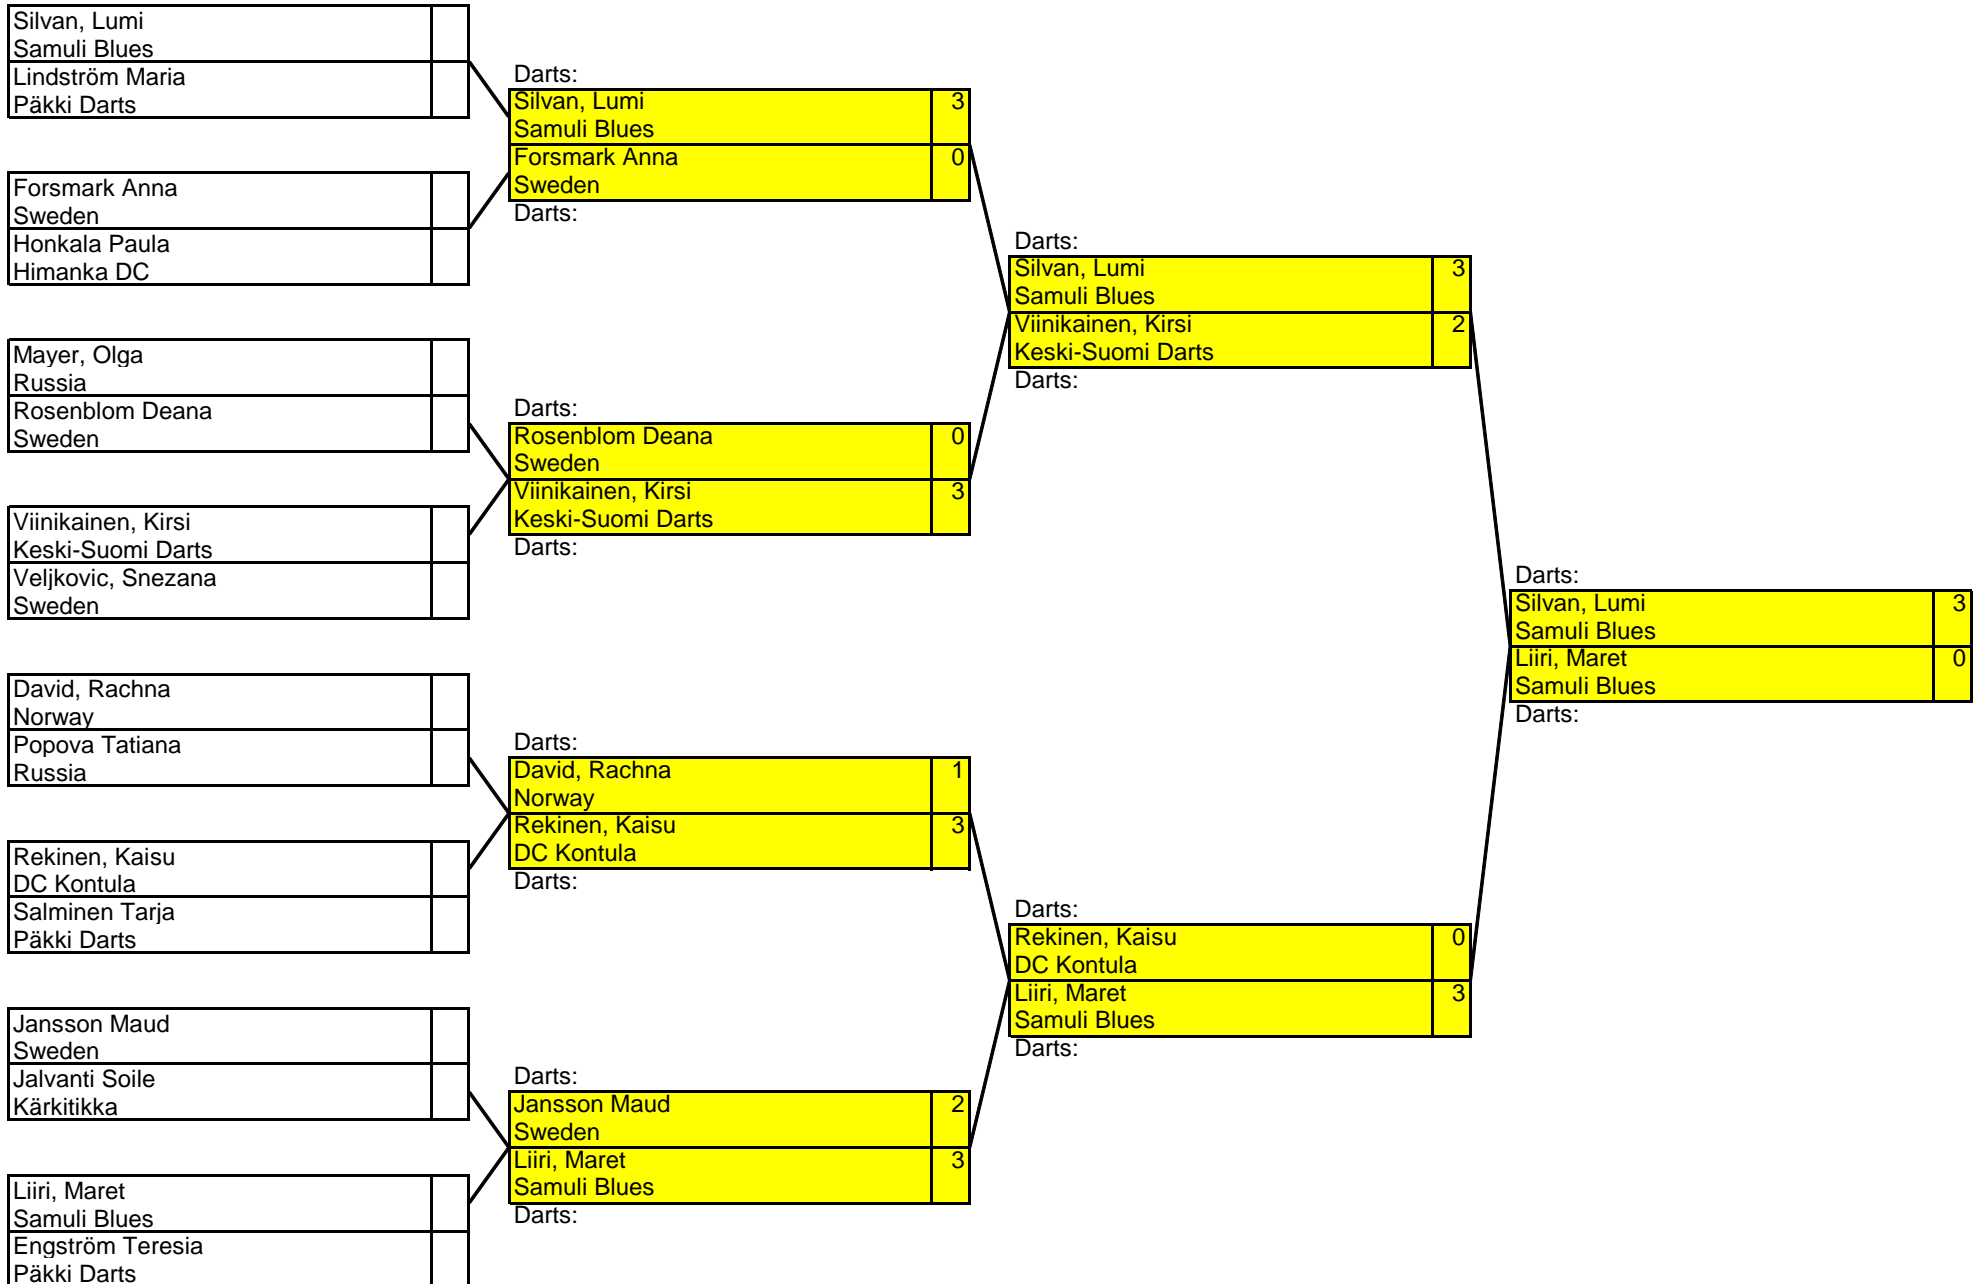 Silvan, Lumi
Samuli Blues
Lindström Maria
Päkki Darts
Forsmark Anna
Sweden
Honkala Paula
Himanka DC
Mayer, Olga
Russia
Rosenblom Deana
Sweden
Viinikainen, Kirsi
Keski-Suomi Darts
Veljkovic, Snezana
Sweden
David, Rachna
Norway
Popova Tatiana
Russia
Rekinen, Kaisu
DC Kontula
Salminen Tarja
Päkki Darts
Jansson Maud
Sweden
Jalvanti Soile
Kärkitikka
Liiri, Maret
Samuli Blues
Engström Teresia
Päkki Darts
Darts:
Silvan, Lumi 3
Samuli Blues
Forsmark Anna 0
Sweden
Darts:
Darts:
Rosenblom Deana 0
Sweden
Viinikainen, Kirsi 3
Keski-Suomi Darts
Darts:
Darts:
David, Rachna 1
Norway
Rekinen, Kaisu 3
DC Kontula
Darts:
Darts:
Jansson Maud 2
Sweden
Liiri, Maret 3
Samuli Blues
Darts:
Darts:
Silvan, Lumi 3
Samuli Blues
Viinikainen, Kirsi 2
Keski-Suomi Darts
Darts:
Darts:
Rekinen, Kaisu 0
DC Kontula
Liiri, Maret 3
Samuli Blues
Darts:
Darts:
Silvan, Lumi 3
Samuli Blues
Liiri, Maret 0
Samuli Blues
Darts: